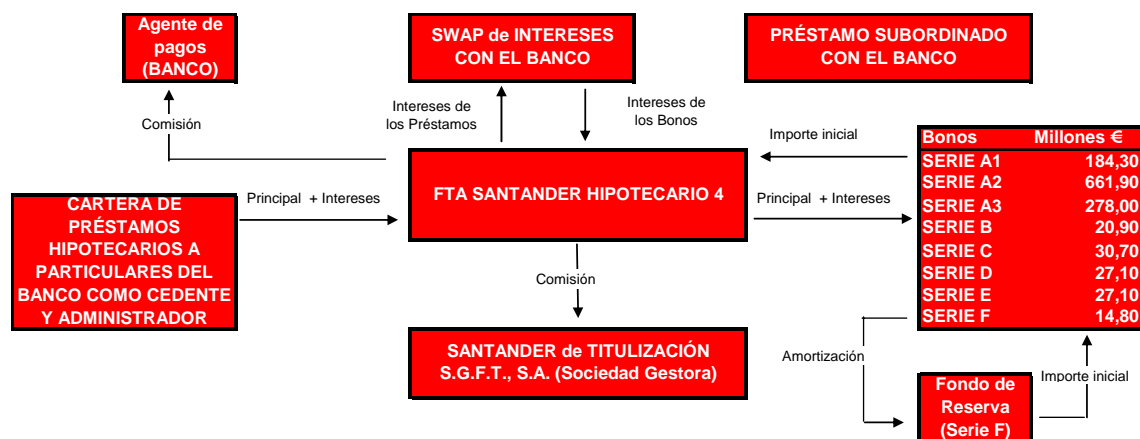 Agente de
pagos
(BANCO)
SWAP de INTERESES
CON EL BANCO
PRÉSTAMO SUBORDINADO
CON EL BANCO
Comisión
Intereses de
los Préstamos
Intereses de
los Bonos
Importe inicial
Bonos Millones €
SERIE A1 184,30
SERIE A2 661,90
SERIE A3 278,00
SERIE B 20,90
SERIE C 30,70
SERIE D 27,10
SERIE E 27,10
SERIE F 14,80
CARTERA DE
PRÉSTAMOS
HIPOTECARIOS A
PARTICULARES DEL
BANCO COMO CEDENTE
Y ADMINISTRADOR
Principal + Intereses
FTA SANTANDER HIPOTECARIO 4
Principal + Intereses
Comisión
SANTANDER de TITULIZACIÓN
S.G.F.T., S.A. (Sociedad Gestora)
Amortización
Importe inicial
Fondo de
Reserva
(Serie F)